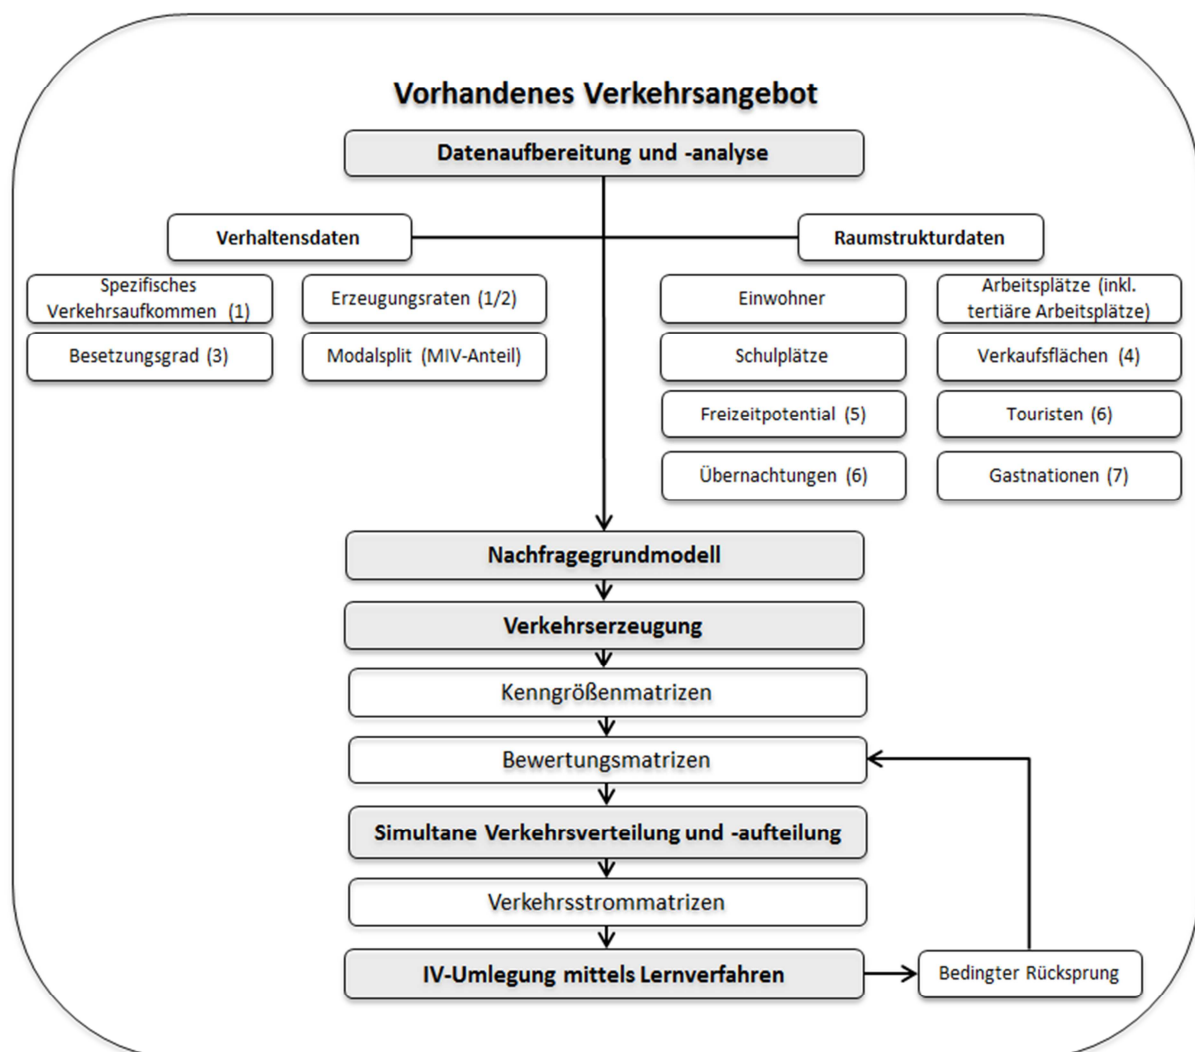 Vorhandenes Verkehrsangebot
Datenaufbereitung und -analyse
Verhaltensdaten
Raumstrukturdaten
Spezifisches
Verkehrsaufkommen (1)
Erzeugungsraten (1/2)
Einwohner
Arbeitsplätze (inkl.
tertiäre Arbeitsplätze)
Besetzungsgrad (3)
Modalsplit (MIV-Anteil)
Schulplätze
Verkaufsflächen (4)
Freizeitpotential (5)
Touristen (6)
Übernachtungen (6)
Gastnationen (7)
Nachfragegrundmodell
Verkehrserzeugung
Kenngrößenmatrizen
Bewertungsmatrizen
Simultane Verkehrsverteilung und -aufteilung
Verkehrsstrommatrizen
IV-Umlegung mittels Lernverfahren
Bedingter Rücksprung